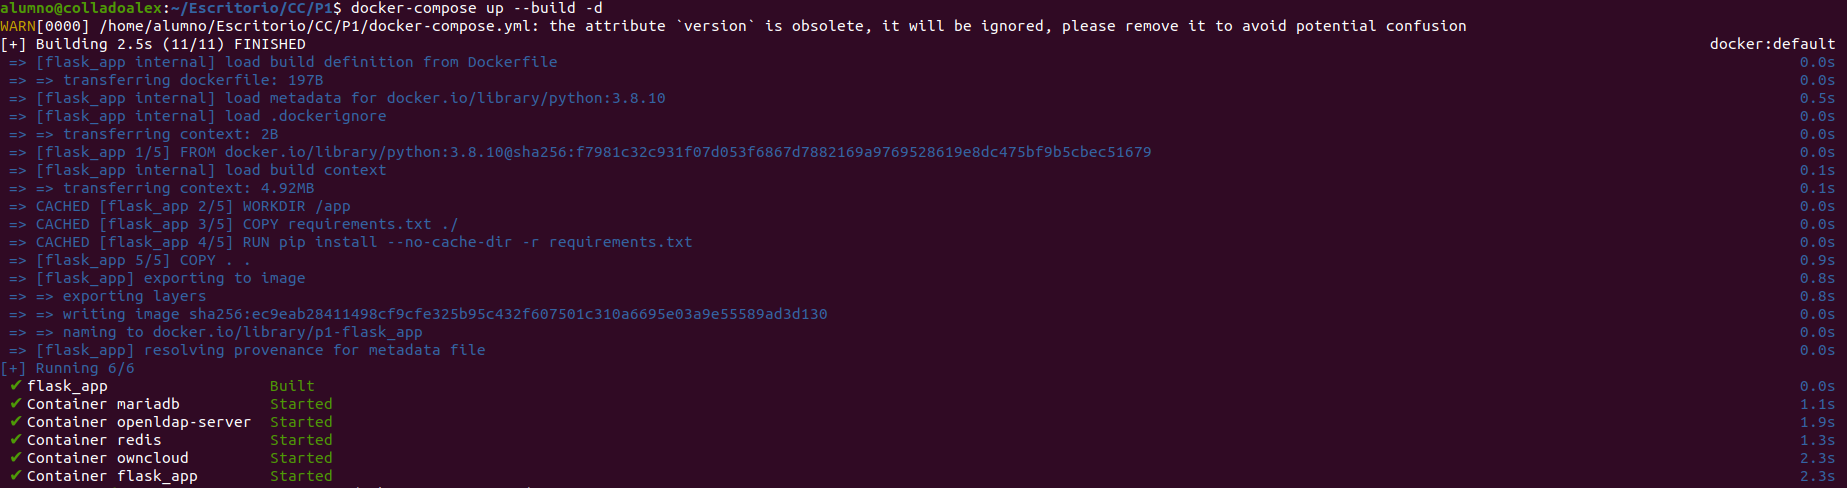 alumno@colladoalex:~/Escritorio/CC/P1$ docker-compose up --build -d
WARN[0000] /home/alumno/Escritorio/CC/P1/docker-compose.yml: the attribute `version` is obsolete, it will be ignored, please remove it to avoid potential confusion
[+] Building 2.5s (11/11) FINISHED docker:default
=> [flask_app internal] load build definition from Dockerfile 0.0s
=> => transferring dockerfile: 197B 0.0s
=> [flask_app internal] load metadata for docker.io/library/python:3.8.10 0.5s
=> [flask_app internal] load .dockerignore 0.0s
=> => transferring context: 2B 0.0s
=> [flask_app 1/5] FROM docker.io/library/python:3.8.10@sha256:f7981c32c931f07d053f6867d7882169a9769528619e8dc475bf9b5cbec51679 0.0s
=> [flask_app internal] load build context 0.1s
=> => transferring context: 4.92MB 0.1s
=> CACHED [flask_app 2/5] WORKDIR /app 0.0s
=> CACHED [flask_app 3/5] COPY requirements.txt ./ 0.0s
=> CACHED [flask_app 4/5] RUN pip install --no-cache-dir -r requirements.txt 0.0s
=> [flask_app 5/5] COPY . . 0.9s
=> [flask_app] exporting to image 0.8s
=> => exporting layers 0.8s
=> => writing image sha256:ec9eab28411498cf9cfe325b95c432f607501c310a6695e03a9e55589ad3d130 0.0s
=> => naming to docker.io/library/p1-flask_app 0.0s
=> [flask_app] resolving provenance for metadata file 0.0s
[+] Running 6/6
✔ flask_app Built 0.0s
✔ Container mariadb Started 1.1s
✔ Container openldap-server Started 1.9s
✔ Container redis Started 1.3s
✔ Container owncloud Started 2.3s
✔ Container flask_app Started 2.3s